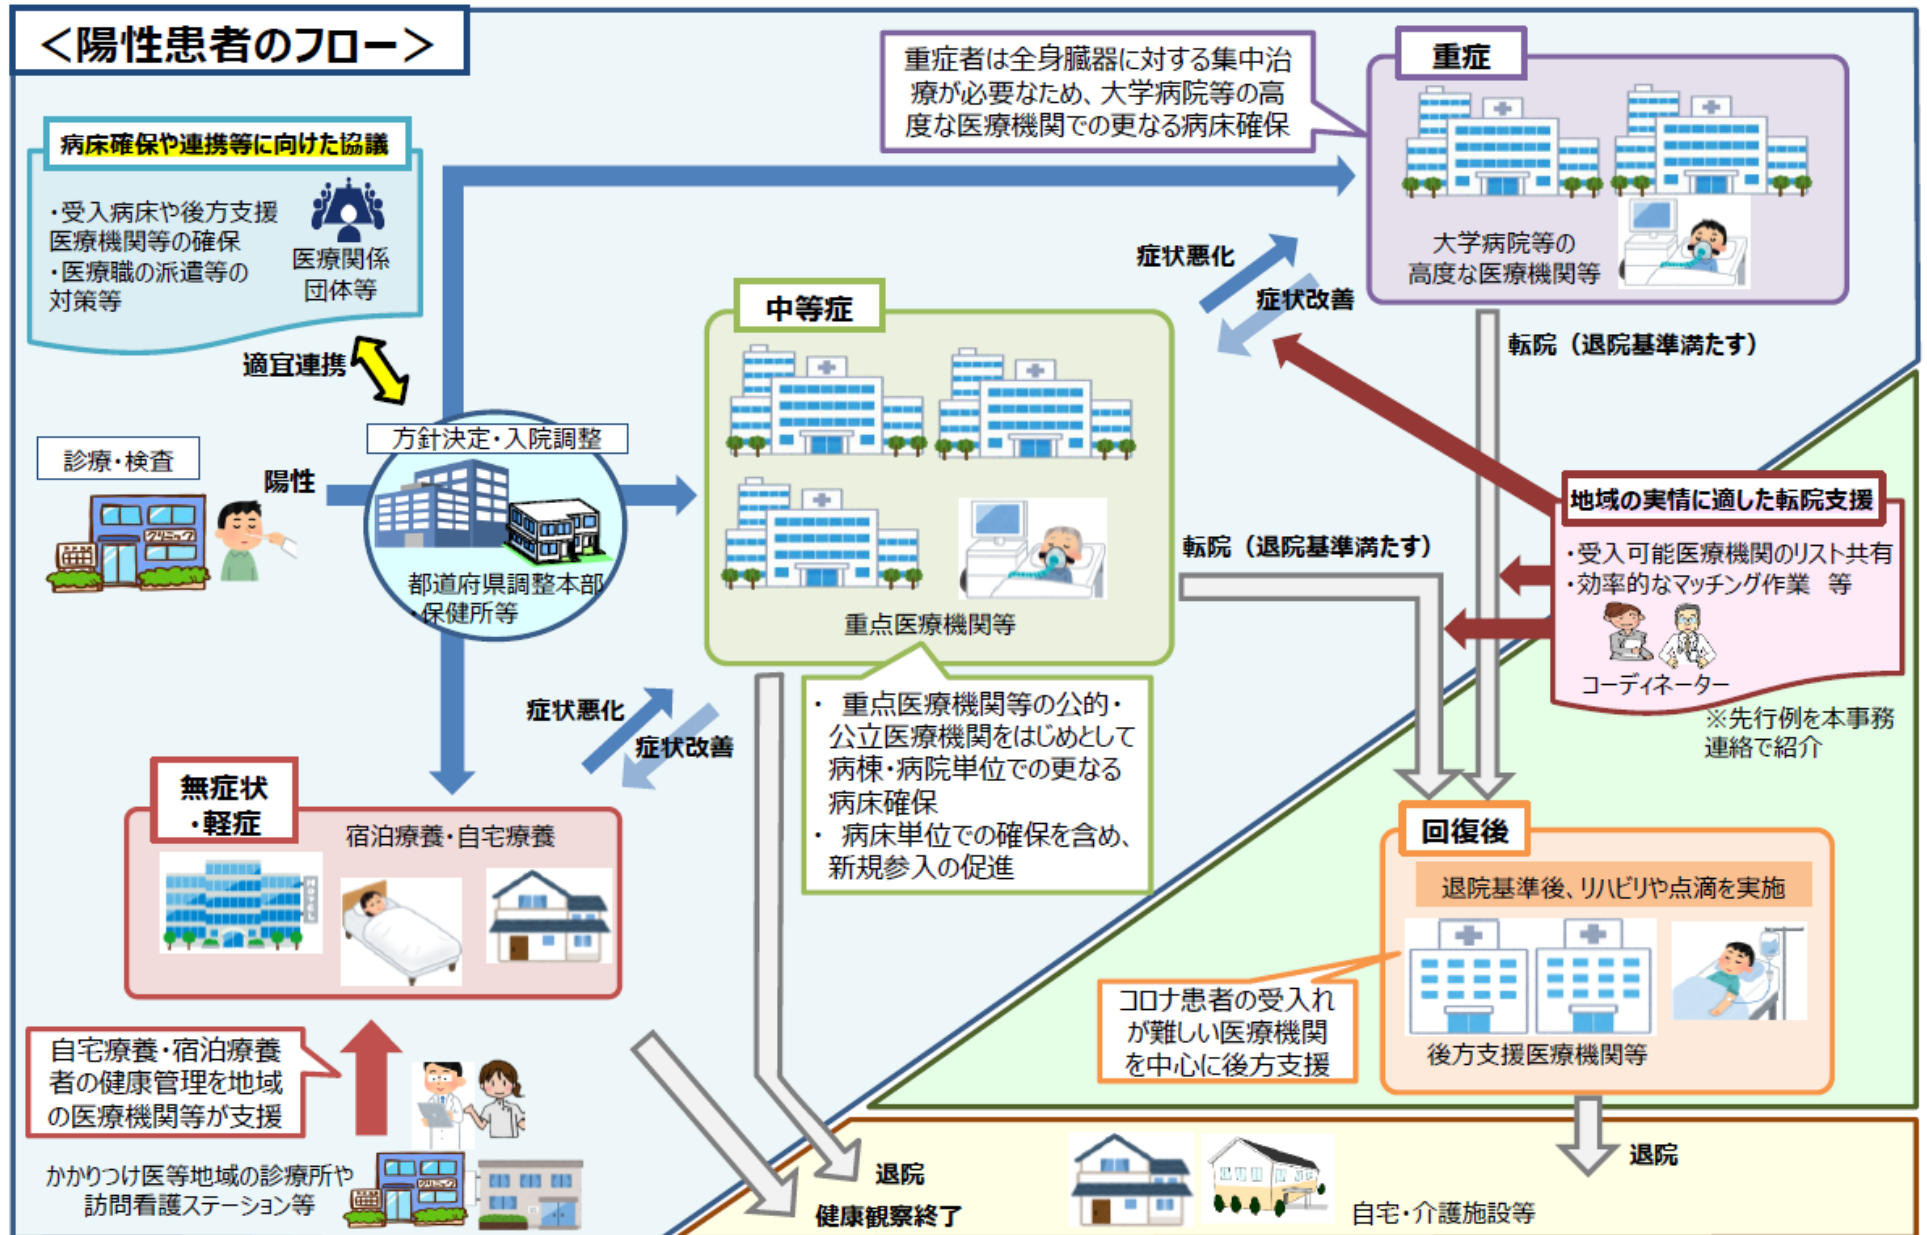 ＜陽性患者のフロー＞
重症者は全身臓器に対する集中治
療が必要なため、大学病院等の高
度な医療機関での更なる病床確保
重症
大学病院等の
高度な医療機関等
病床確保や連携等に向けた協議
・受入病床や後方支援
医療機関等の確保
・医療職の派遣等の
対策等
医療関係
団体等
適宜連携
症状悪化
症状改善
中等症
重点医療機関等
転院（退院基準満たす）
診療・検査
クリニック
陽性
方針決定・入院調整
都道府県調整本部
・保健所等
転院（退院基準満たす）
地域の実情に適した転院支援
・受入可能医療機関のリスト共有
・効率的なマッチング作業　等
コーディネーター
※先行例を本事務
連絡で紹介
・ 重点医療機関等の公的・
公立医療機関をはじめとして
病棟・病院単位での更なる
病床確保
・ 病床単位での確保を含め、
新規参入の促進
症状悪化
症状改善
無症状
・軽症
宿泊療養・自宅療養
HOTEL
回復後
退院基準後、リハビリや点滴を実施
後方支援医療機関等
コロナ患者の受入れ
が難しい医療機関
を中心に後方支援
自宅療養・宿泊療養
者の健康管理を地域
の医療機関等が支援
かかりつけ医等地域の診療所や
訪問看護ステーション等
クリニック
退院
健康観察終了
自宅・介護施設等
退院